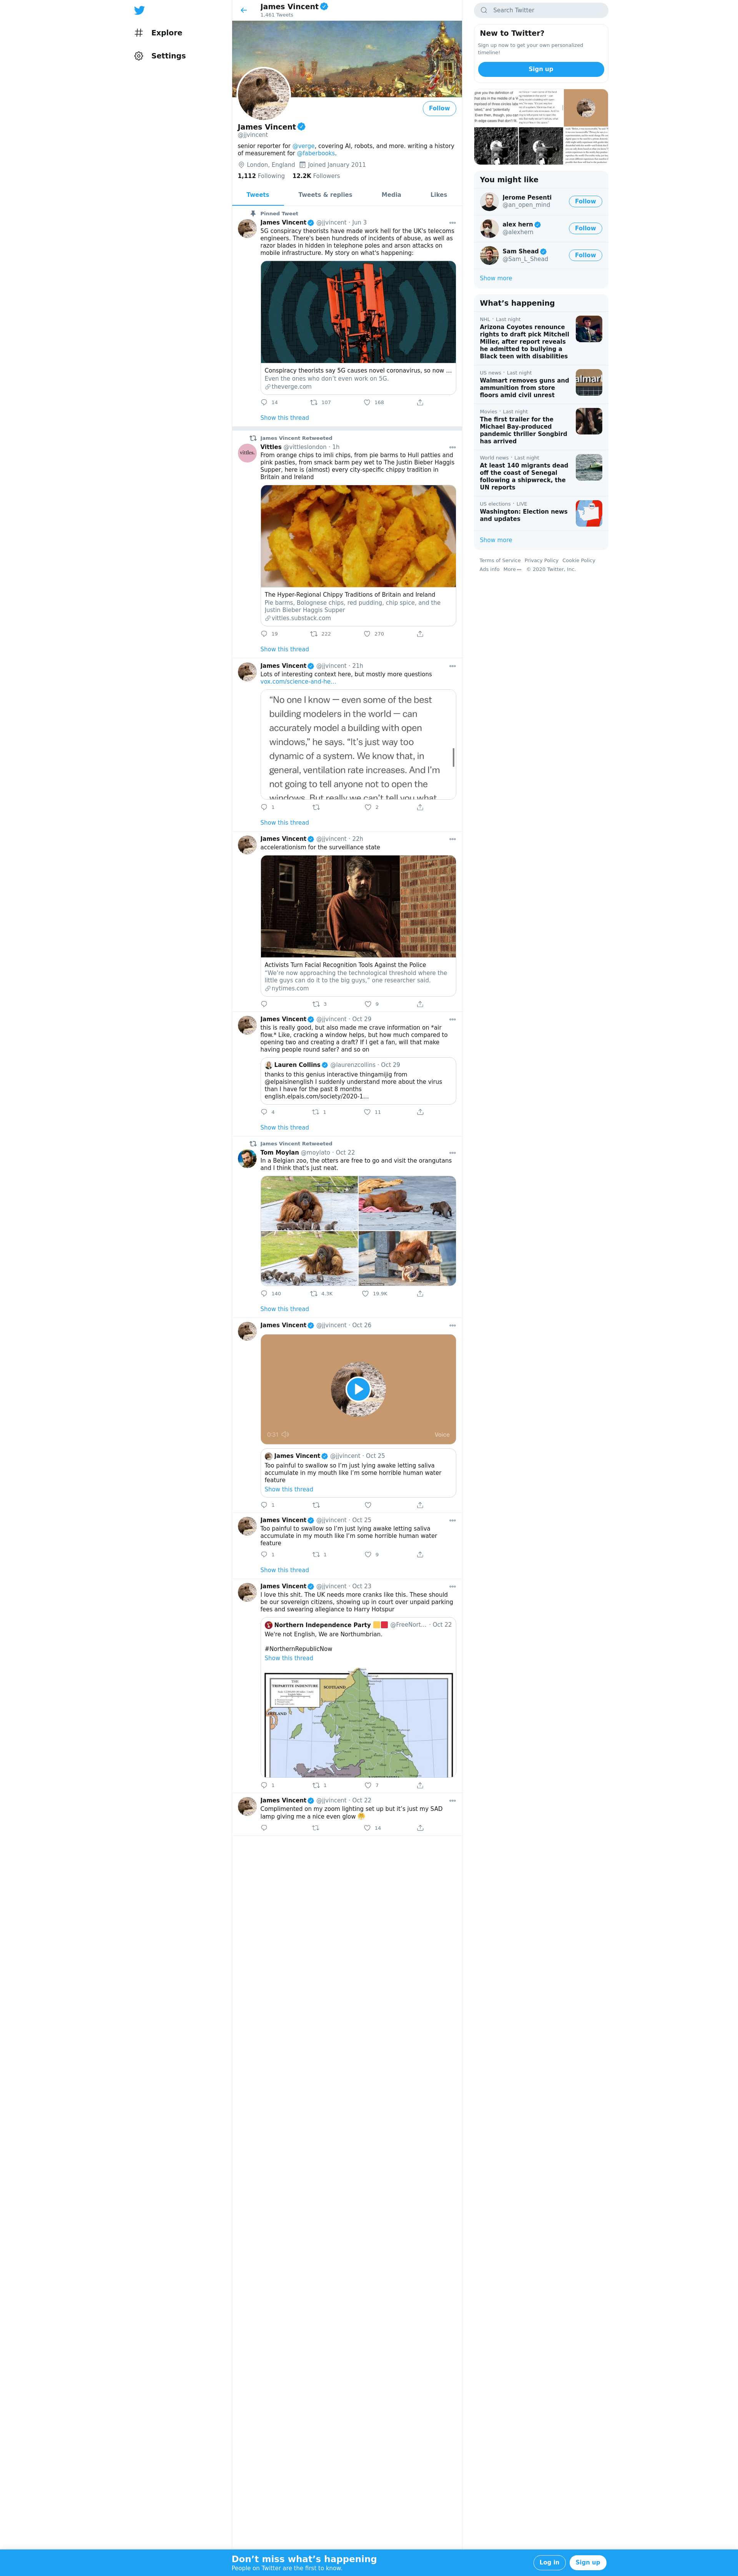 Explore
Settings
James Vincent
1,461 Tweets
Follow
James Vincent
@jjvincent
senior reporter for @verge, covering AI, robots, and more. writing a history
of measurement for @faberbooks.
London, England Joined January 2011
1,112 Following 12.2K Followers
Tweets Tweets & replies Media Likes
Pinned Tweet
James Vincent @jjvincent · Jun 3
5G conspiracy theorists have made work hell for the UK's telecoms
engineers. There's been hundreds of incidents of abuse, as well as
razor blades in hidden in telephone poles and arson attacks on
mobile infrastructure. My story on what's happening:
Conspiracy theorists say 5G causes novel coronavirus, so now ...
Even the ones who don't even work on 5G.
theverge.com
14 107 168
Show this thread
James Vincent Retweeted
Vittles @vittleslondon · 1h
From orange chips to imli chips, from pie barms to Hull patties and
pink pasties, from smack barm pey wet to The Justin Bieber Haggis
Supper, here is (almost) every city-specific chippy tradition in
Britain and Ireland
vittles.
The Hyper-Regional Chippy Traditions of Britain and Ireland
Pie barms, Bolognese chips, red pudding, chip spice, and the
Justin Bieber Haggis Supper
vittles.substack.com
19 222 270
Show this thread
James Vincent @jjvincent · 21h
Lots of interesting context here, but mostly more questions
vox.com/science-and-he...
“No one I know — even some of the best
building modelers in the world — can
accurately model a building with open
windows,” he says. “It's just way too
dynamic of a system. We know that, in
general, ventilation rate increases. And I'm
not going to tell anyone not to open the
windows. But really we can't tell you what
1 2
Show this thread
James Vincent @jjvincent · 22h
accelerationism for the surveillance state
Activists Turn Facial Recognition Tools Against the Police
“We're now approaching the technological threshold where the
little guys can do it to the big guys,” one researcher said.
nytimes.com
3 9
James Vincent @jjvincent · Oct 29
this is really good, but also made me crave information on *air
flow.* Like, cracking a window helps, but how much compared to
opening two and creating a draft? If I get a fan, will that make
having people round safer? and so on
Lauren Collins @laurenzcollins · Oct 29
thanks to this genius interactive thingamijig from
@elpaisinenglish I suddenly understand more about the virus
than I have for the past 8 months
english.elpais.com/society/2020-1...
4 1 11
Show this thread
James Vincent Retweeted
Tom Moylan @moylato · Oct 22
In a Belgian zoo, the otters are free to go and visit the orangutans
and I think that's just neat.
140 4.3K 19.9K
Show this thread
James Vincent @jjvincent · Oct 26
0:31 Voice
James Vincent @jjvincent · Oct 25
Too painful to swallow so I'm just lying awake letting saliva
accumulate in my mouth like I'm some horrible human water
feature
Show this thread
1
James Vincent @jjvincent · Oct 25
Too painful to swallow so I'm just lying awake letting saliva
accumulate in my mouth like I'm some horrible human water
feature
1 1 9
Show this thread
James Vincent @jjvincent · Oct 23
I love this shit. The UK needs more cranks like this. These should
be our sovereign citizens, showing up in court over unpaid parking
fees and swearing allegiance to Harry Hotspur
Northern Independence Party @FreeNort... · Oct 22
We're not English, We are Northumbrian.
#NorthernRepublicNow
Show this thread
THE
TRIPARTITE INDENTURE
SCOTLAND
IRELAND
1 1 7
James Vincent @jjvincent · Oct 22
Complimented on my zoom lighting set up but it's just my SAD
lamp giving me a nice even glow 🤗
14
Search Twitter
New to Twitter?
Sign up now to get your own personalized
timeline!
Sign up
You might like
Jerome Pesenti
@an_open_mind
Follow
alex hern
@alexhern
Follow
Sam Shead
@Sam_L_Shead
Follow
Show more
What's happening
NHL · Last night
Arizona Coyotes renounce
rights to draft pick Mitchell
Miller, after report reveals
he admitted to bullying a
Black teen with disabilities
US news · Last night
Walmart removes guns and
ammunition from store
floors amid civil unrest
almart
Movies · Last night
The first trailer for the
Michael Bay-produced
pandemic thriller Songbird
has arrived
World news · Last night
At least 140 migrants dead
off the coast of Senegal
following a shipwreck, the
UN reports
US elections · LIVE
Washington: Election news
and updates
Show more
Terms of Service Privacy Policy Cookie Policy
Ads info More © 2020 Twitter, Inc.
Don't miss what's happening
People on Twitter are the first to know.
Log in
Sign up